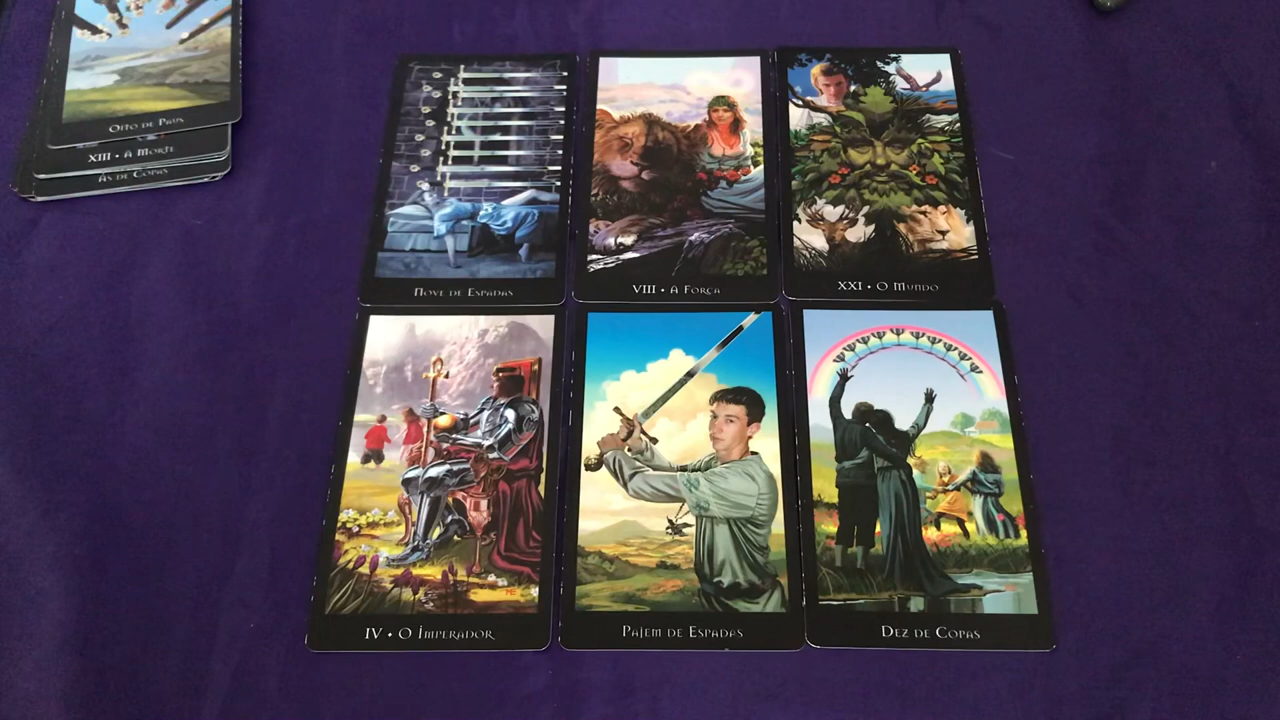 Oito de Paus
XIII • A Morte
Ás de Copas
Nove de Espadas
VIII • A Força
XXI • O Mundo
IV • O Imperador
Pajem de Espadas
Dez de Copas